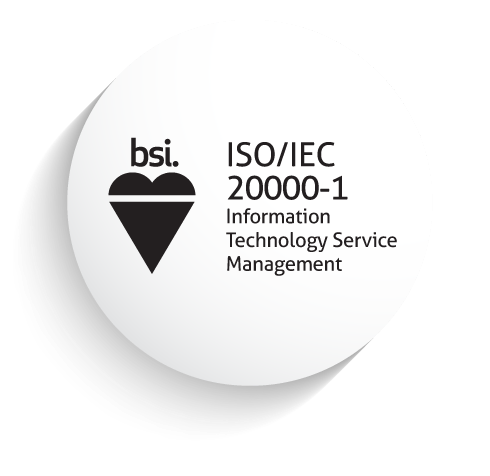 bsi.
ISO/IEC
20000-1
Information
Technology Service
Management